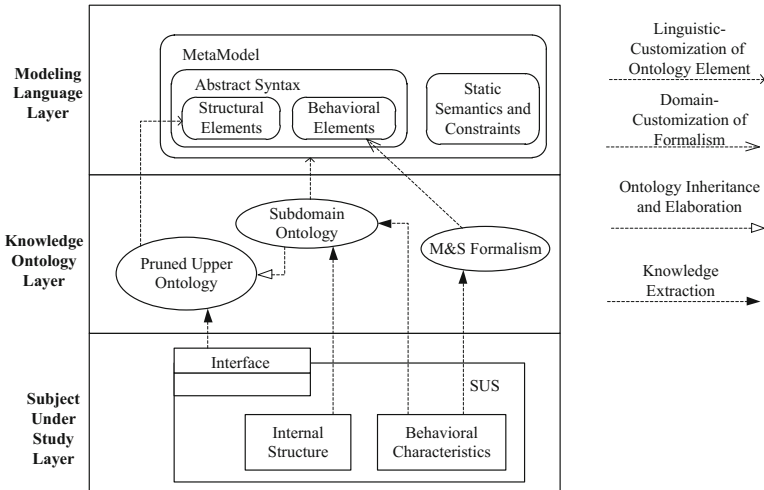 Modeling
Language
Layer
MetaModel
Abstract Syntax
Structural
Elements
Behavioral
Elements
Static
Semantics and
Constraints
Knowledge
Ontology
Layer
Subdomain
Ontology
Pruned Upper
Ontology
M&S Formalism
Subject
Under
Study
Layer
Interface
SUS
Internal
Structure
Behavioral
Characteristics
Linguistic-
Customization of
Ontology Element
Domain-
Customization of
Formalism
Ontology Inheritance
and Elaboration
Knowledge
Extraction